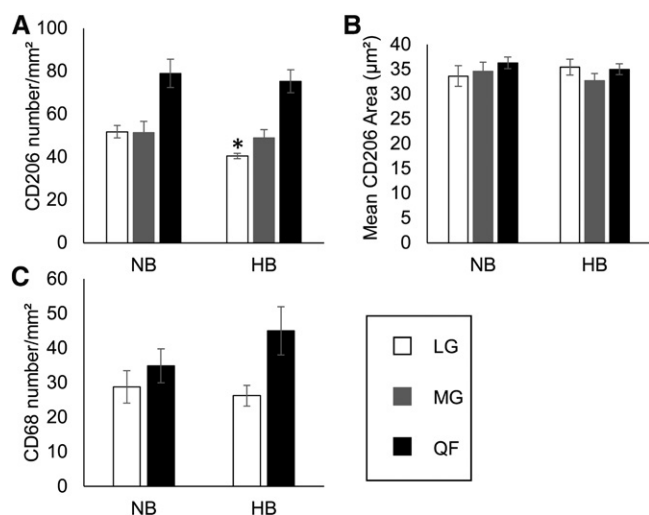 A
CD206 number/mm²
100
80
60
40
20
0
*
NB
HB
B
Mean CD206 Area (µm²)
40
35
30
25
20
15
10
5
0
NB
HB
C
CD68 number/mm²
60
50
40
30
20
10
0
NB
HB
LG
MG
QF